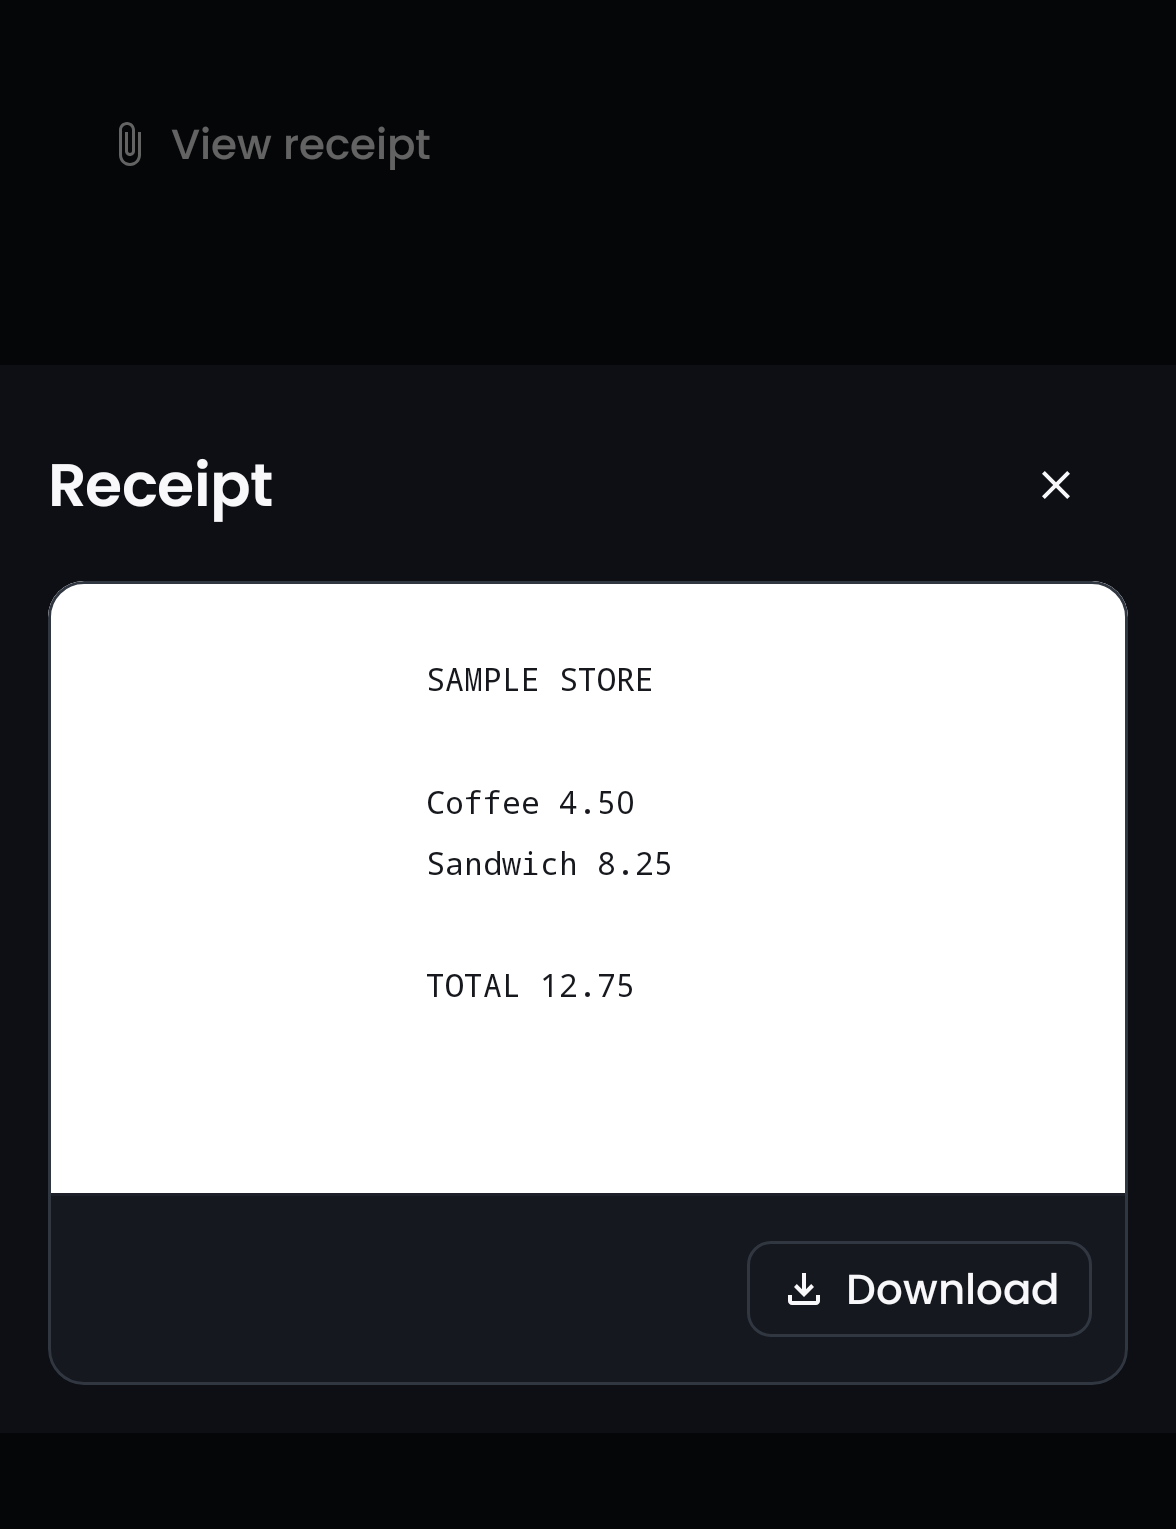 View receipt
Receipt
SAMPLE STORE
Coffee 4.50
Sandwich 8.25
TOTAL 12.75
Download